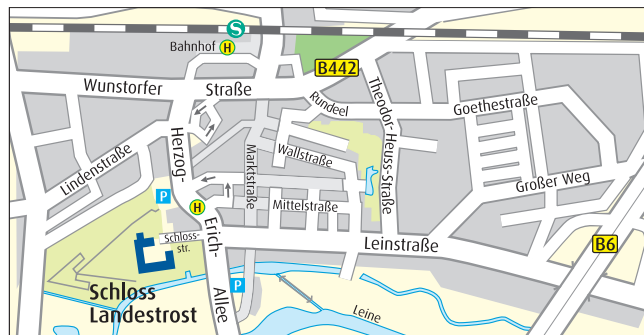 S
Bahnhof H
B442
Wunstorfer Straße
Rundeel
Theodor-Heuss-Straße
Goethestraße
Lindenstraße
Herzog-
Erich-
Allee
Marktstraße
Wallstraße
Großer Weg
P
H
Mittelstraße
Schloss-
str.
Leinstraße
B6
P
Schloss
Landestrost
Leine